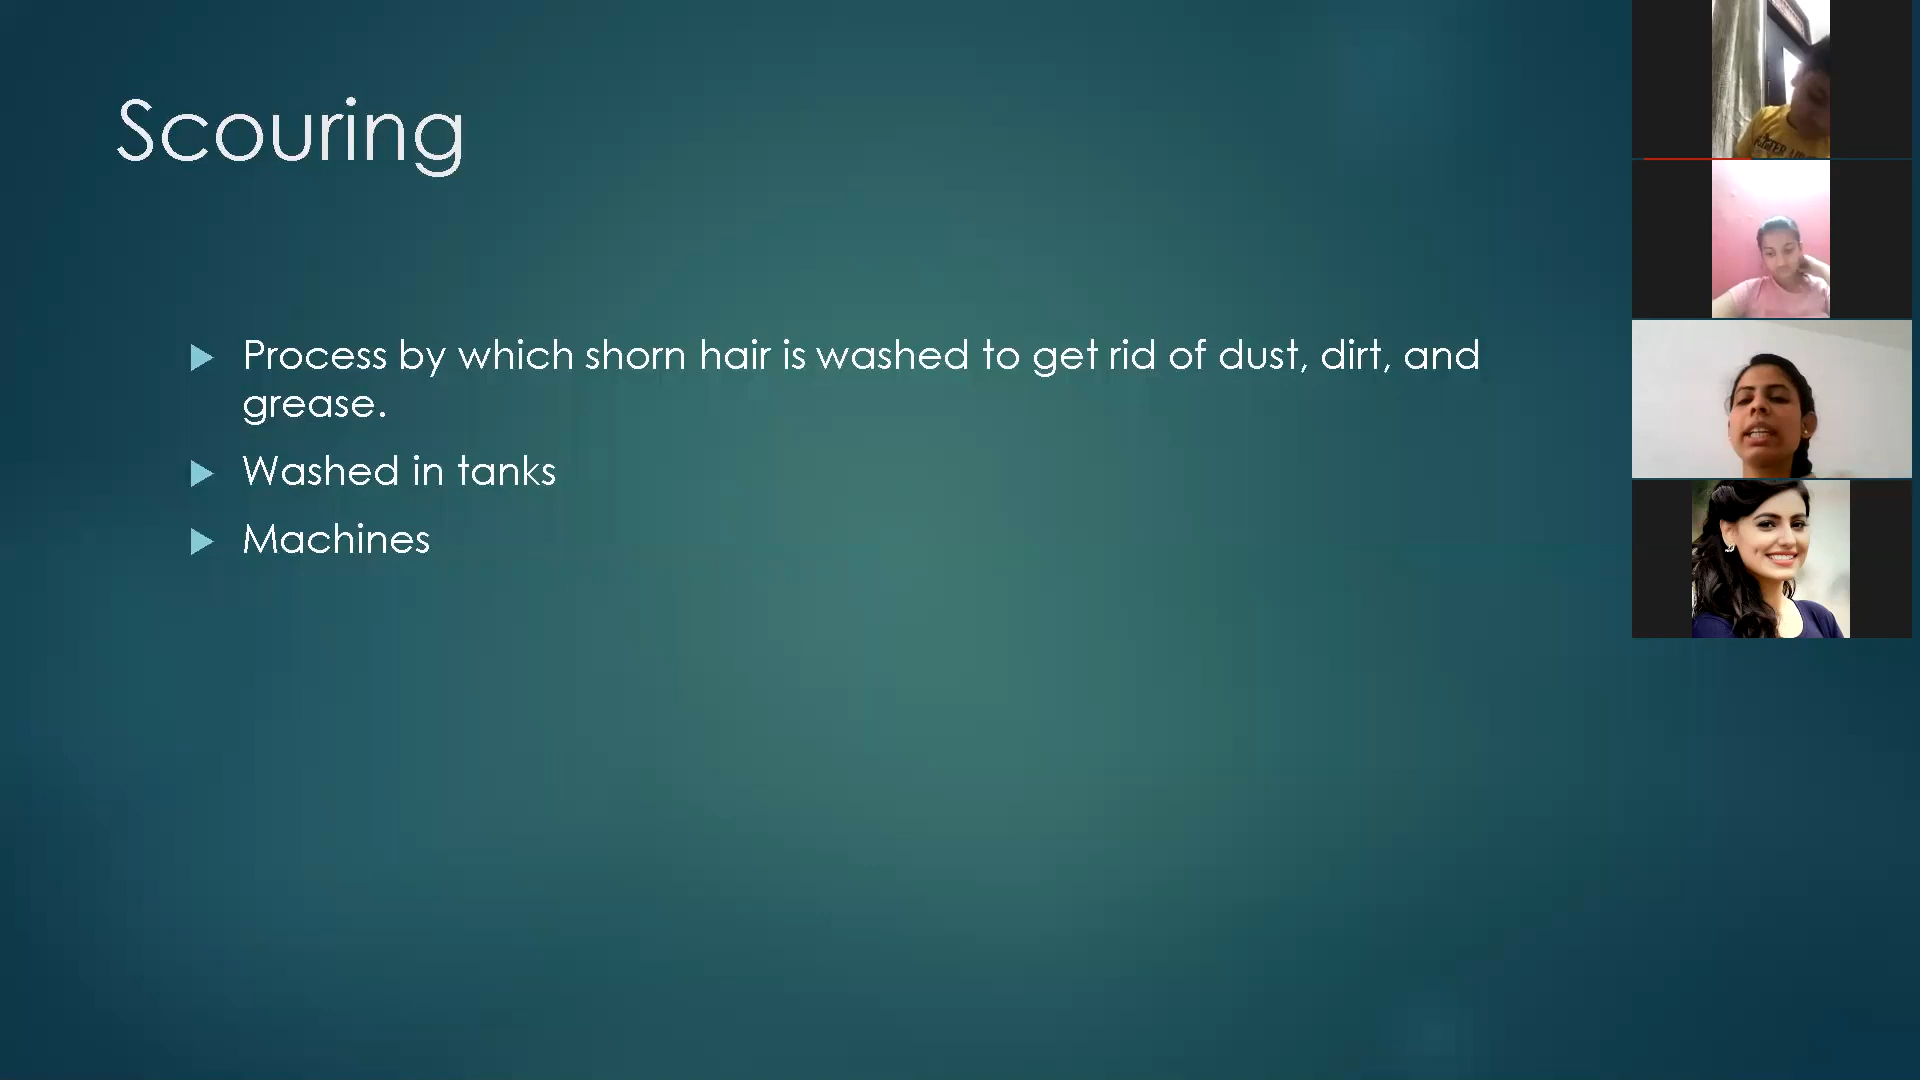 Scouring
Process by which shorn hair is washed to get rid of dust, dirt, and
grease.
Washed in tanks
Machines